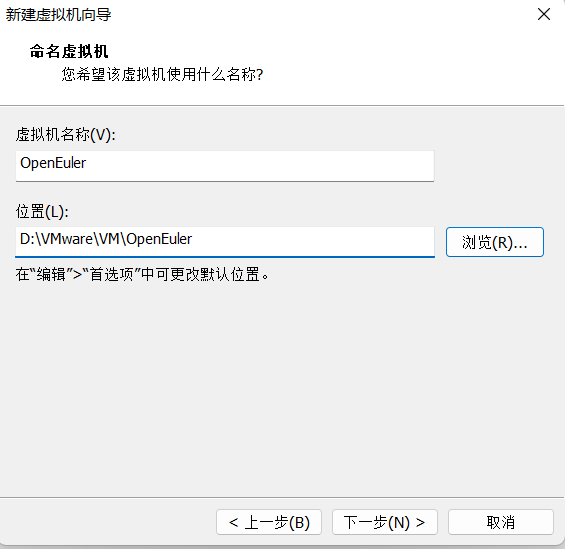 新建虚拟机向导
命名虚拟机
您希望该虚拟机使用什么名称?
虚拟机名称(V):
OpenEuler
位置(L):
D:\VMware\VM\OpenEuler
浏览(R)...
在“编辑”>“首选项”中可更改默认位置。
< 上一步(B)
下一步(N) >
取消